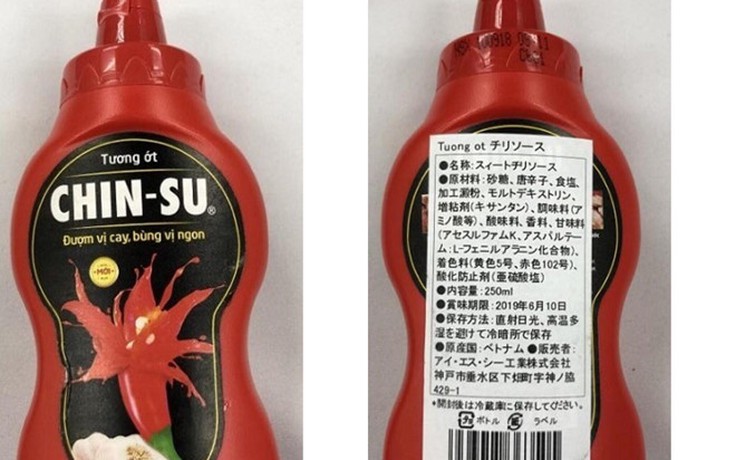 Tương ớt
CHIN-SU®
Đượm vị cay, bùng vị ngon
MỚI
Tuong ot チリソース
●名称：スィートチリソース
●原材料：砂糖、唐辛子、食塩、
加工澱粉、モルトデキストリン、
増粘剤（キサンタン）、調味料（ア
ミノ酸等）、酸味料、香料、甘味料
（アセスルファムK、アスパルテー
ム：L-フェニルアラニン化合物）、
着色料（黄色5号、赤色102号）、
酸化防止剤（亜硫酸塩）
●内容量：250ml
●賞味期限：2019年6月10日
●保存方法：直射日光、高温多
湿を避けて冷暗所で保存
●原産国：ベトナム●販売者：
アイ・エス・シー工業株式会社
神戸市垂水区下畑町字神ノ脇
429-1
*開封後は冷蔵庫に保存してください。
ボトル ラベル